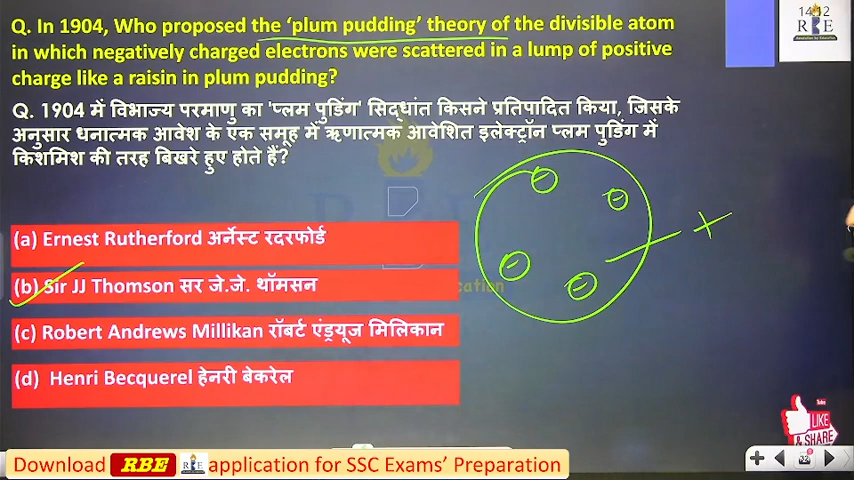 Q. In 1904, Who proposed the ‘plum pudding’ theory of the divisible atom
in which negatively charged electrons were scattered in a lump of positive
charge like a raisin in plum pudding?
Q. 1904 में विभाज्य परमाणु का 'प्लम पुडिंग' सिद्धांत किसने प्रतिपादित किया, जिसके
अनुसार धनात्मक आवेश के एक समूह में ऋणात्मक आवेशित इलेक्ट्रॉन प्लम पुडिंग में
किशमिश की तरह बिखरे हुए होते हैं?
(a) Ernest Rutherford अर्नेस्ट रदरफोर्ड
(b) Sir JJ Thomson सर जे.जे. थॉमसन
(c) Robert Andrews Millikan रॉबर्ट एंड्रयूज मिलिकान
(d) Henri Becquerel हेनरी बेकरेल
14:12
RBE
LIKE
& SHARE
Download RBE RBE application for SSC Exams’ Preparation